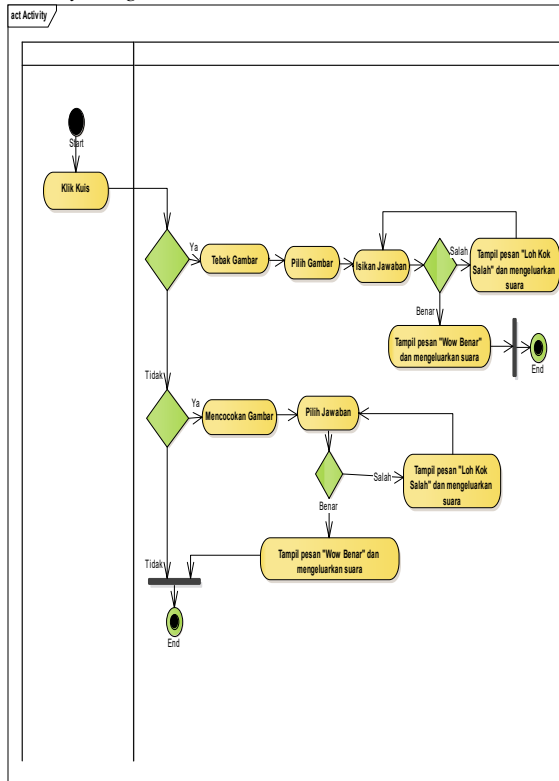 act Activity
Start
Klik Kuis
Ya
Tebak Gambar
Pilih Gambar
Isikan Jawaban
Salah
Tampil pesan "Loh Kok
Salah" dan mengeluarkan
suara
Benar
Tampil pesan "Wow Benar"
dan mengeluarkan suara
End
Tidak
Ya
Mencocokan Gambar
Pilih Jawaban
Salah
Tampil pesan "Loh Kok
Salah" dan mengeluarkan
suara
Benar
Tampil pesan "Wow Benar" dan
mengeluarkan suara
Tidak
End